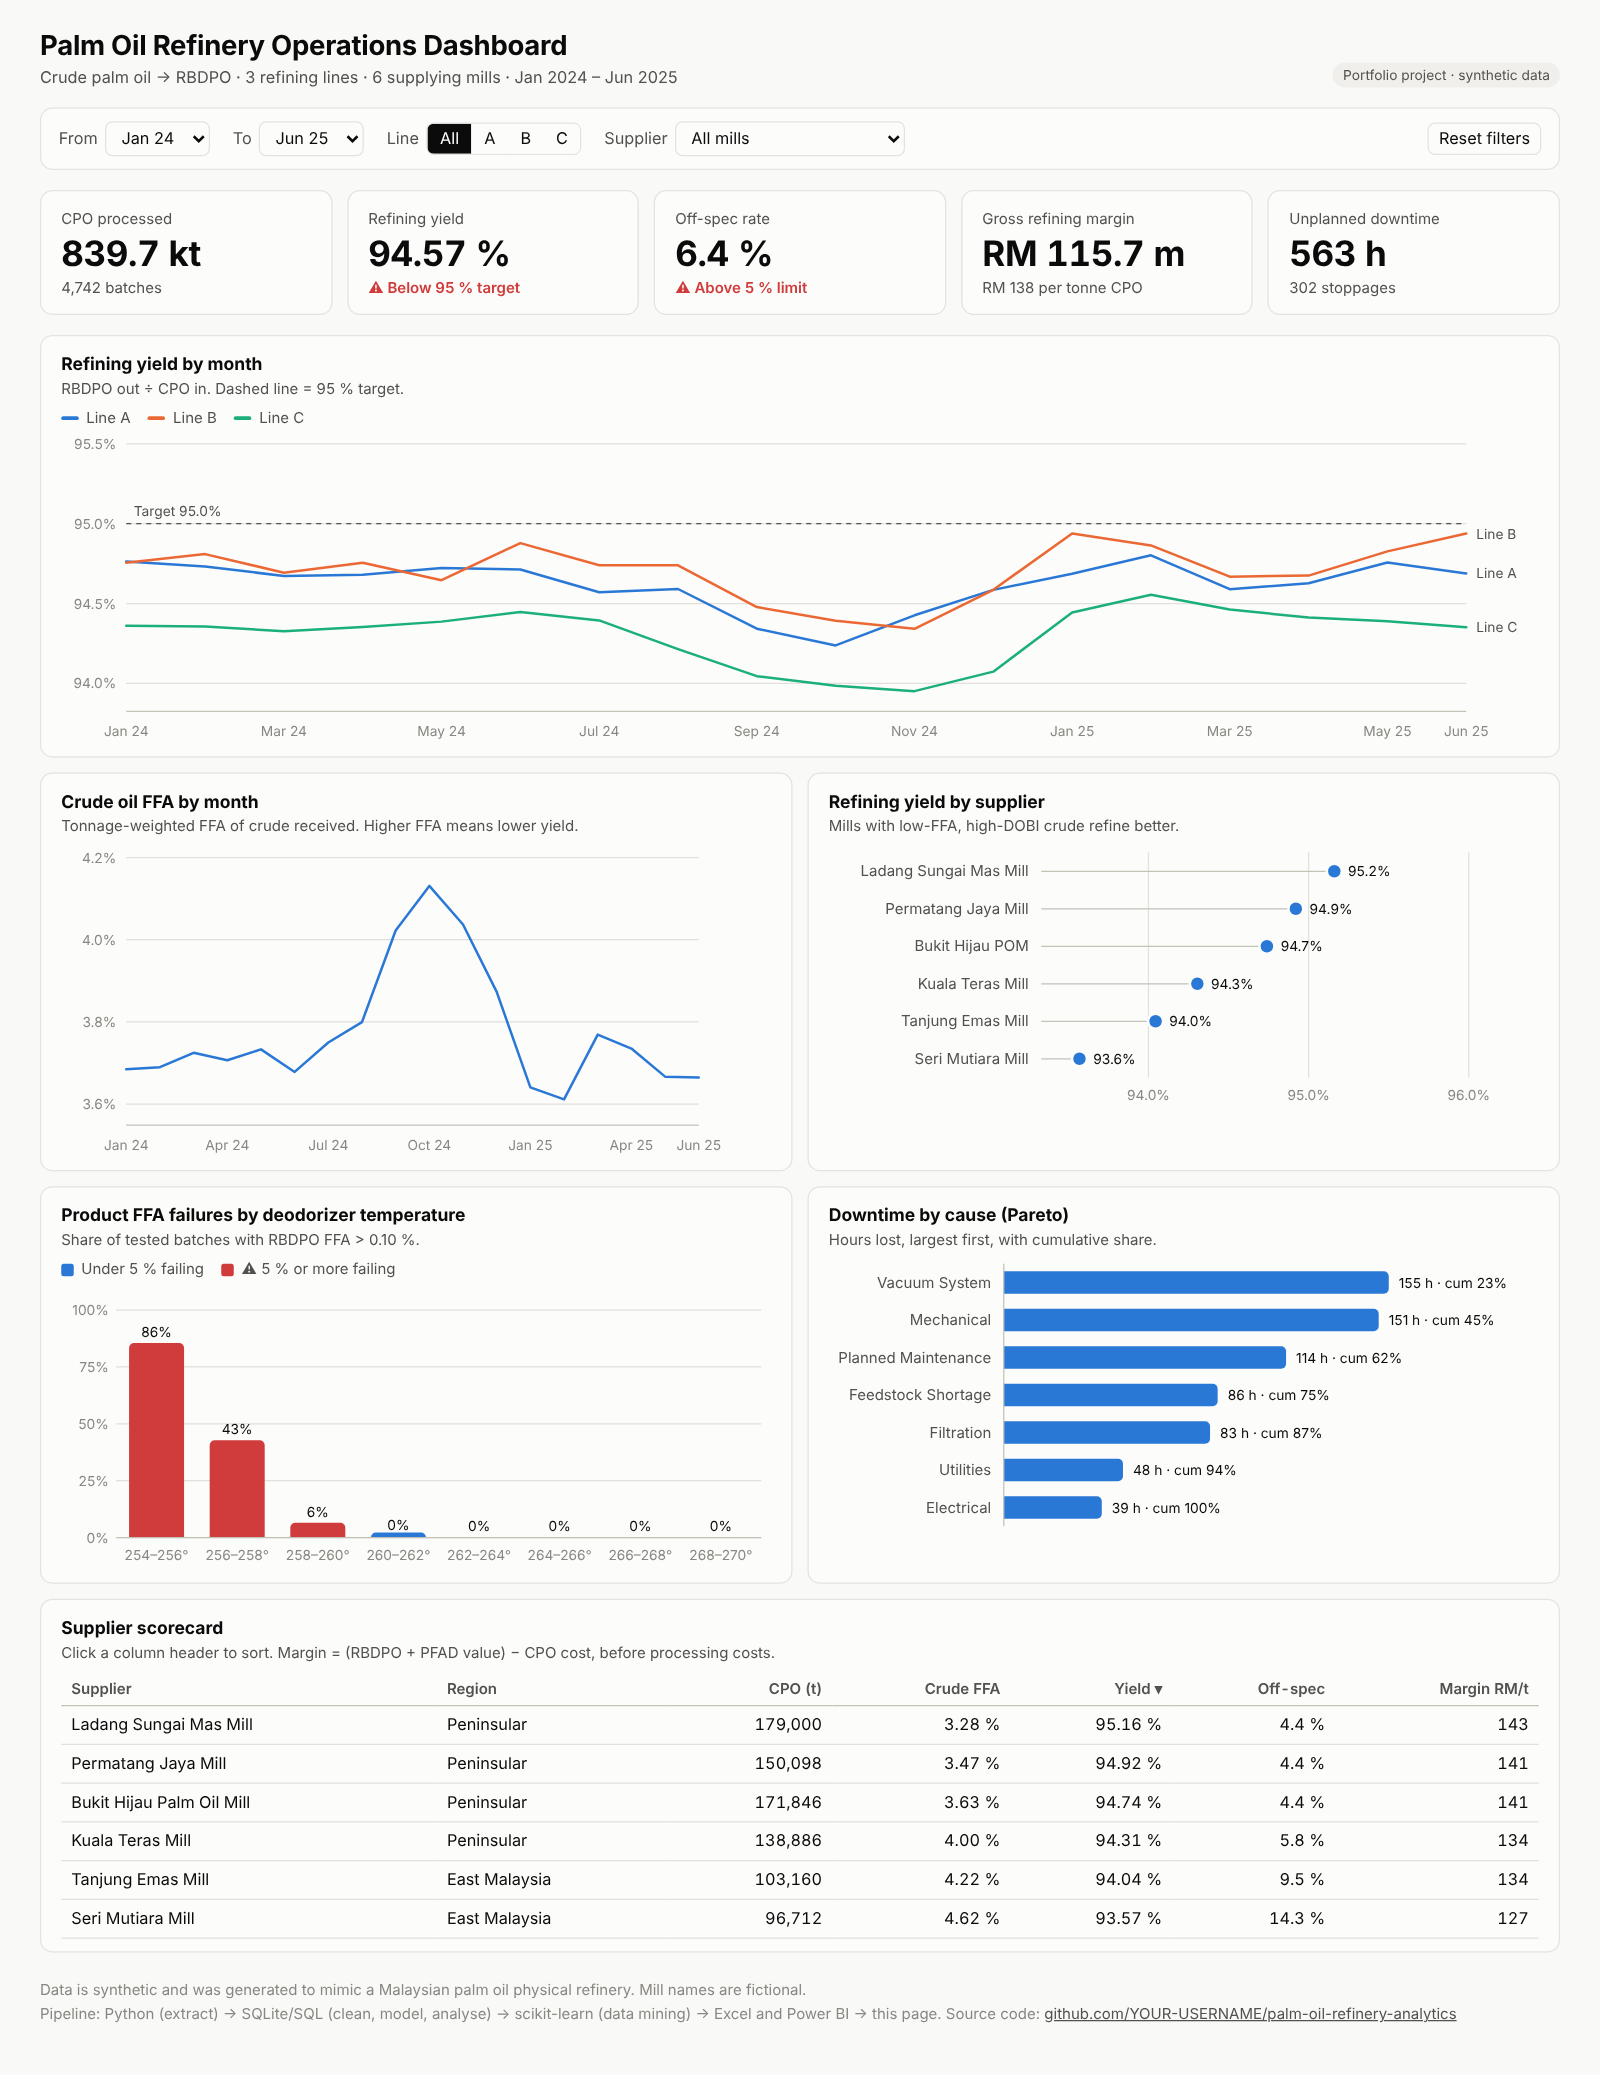 Palm Oil Refinery Operations Dashboard
Crude palm oil → RBDPO · 3 refining lines · 6 supplying mills · Jan 2024 – Jun 2025
Portfolio project · synthetic data
From Jan 24 To Jun 25 Line All A B C Supplier All mills Reset filters
CPO processed
839.7 kt
4,742 batches
Refining yield
94.57 %
⚠ Below 95 % target
Off-spec rate
6.4 %
⚠ Above 5 % limit
Gross refining margin
RM 115.7 m
RM 138 per tonne CPO
Unplanned downtime
563 h
302 stoppages
Refining yield by month
RBDPO out ÷ CPO in. Dashed line = 95 % target.
Line A Line B Line C
95.5%
Target 95.0%
95.0%
Line B
Line A
94.5%
Line C
94.0%
Jan 24 Mar 24 May 24 Jul 24 Sep 24 Nov 24 Jan 25 Mar 25 May 25 Jun 25
Crude oil FFA by month
Tonnage-weighted FFA of crude received. Higher FFA means lower yield.
4.2%
4.0%
3.8%
3.6%
Jan 24 Apr 24 Jul 24 Oct 24 Jan 25 Apr 25 Jun 25
Refining yield by supplier
Mills with low-FFA, high-DOBI crude refine better.
Ladang Sungai Mas Mill 95.2%
Permatang Jaya Mill 94.9%
Bukit Hijau POM 94.7%
Kuala Teras Mill 94.3%
Tanjung Emas Mill 94.0%
Seri Mutiara Mill 93.6%
94.0% 95.0% 96.0%
Product FFA failures by deodorizer temperature
Share of tested batches with RBDPO FFA > 0.10 %.
Under 5 % failing ⚠ 5 % or more failing
100%
86%
75%
50%
43%
25%
6% 0% 0% 0% 0% 0%
0%
254–256° 256–258° 258–260° 260–262° 262–264° 264–266° 266–268° 268–270°
Downtime by cause (Pareto)
Hours lost, largest first, with cumulative share.
Vacuum System 155 h · cum 23%
Mechanical 151 h · cum 45%
Planned Maintenance 114 h · cum 62%
Feedstock Shortage 86 h · cum 75%
Filtration 83 h · cum 87%
Utilities 48 h · cum 94%
Electrical 39 h · cum 100%
Supplier scorecard
Click a column header to sort. Margin = (RBDPO + PFAD value) − CPO cost, before processing costs.
Supplier Region CPO (t) Crude FFA Yield ▾ Off-spec Margin RM/t
Ladang Sungai Mas Mill Peninsular 179,000 3.28 % 95.16 % 4.4 % 143
Permatang Jaya Mill Peninsular 150,098 3.47 % 94.92 % 4.4 % 141
Bukit Hijau Palm Oil Mill Peninsular 171,846 3.63 % 94.74 % 4.4 % 141
Kuala Teras Mill Peninsular 138,886 4.00 % 94.31 % 5.8 % 134
Tanjung Emas Mill East Malaysia 103,160 4.22 % 94.04 % 9.5 % 134
Seri Mutiara Mill East Malaysia 96,712 4.62 % 93.57 % 14.3 % 127
Data is synthetic and was generated to mimic a Malaysian palm oil physical refinery. Mill names are fictional.
Pipeline: Python (extract) → SQLite/SQL (clean, model, analyse) → scikit-learn (data mining) → Excel and Power BI → this page. Source code: github.com/YOUR-USERNAME/palm-oil-refinery-analytics